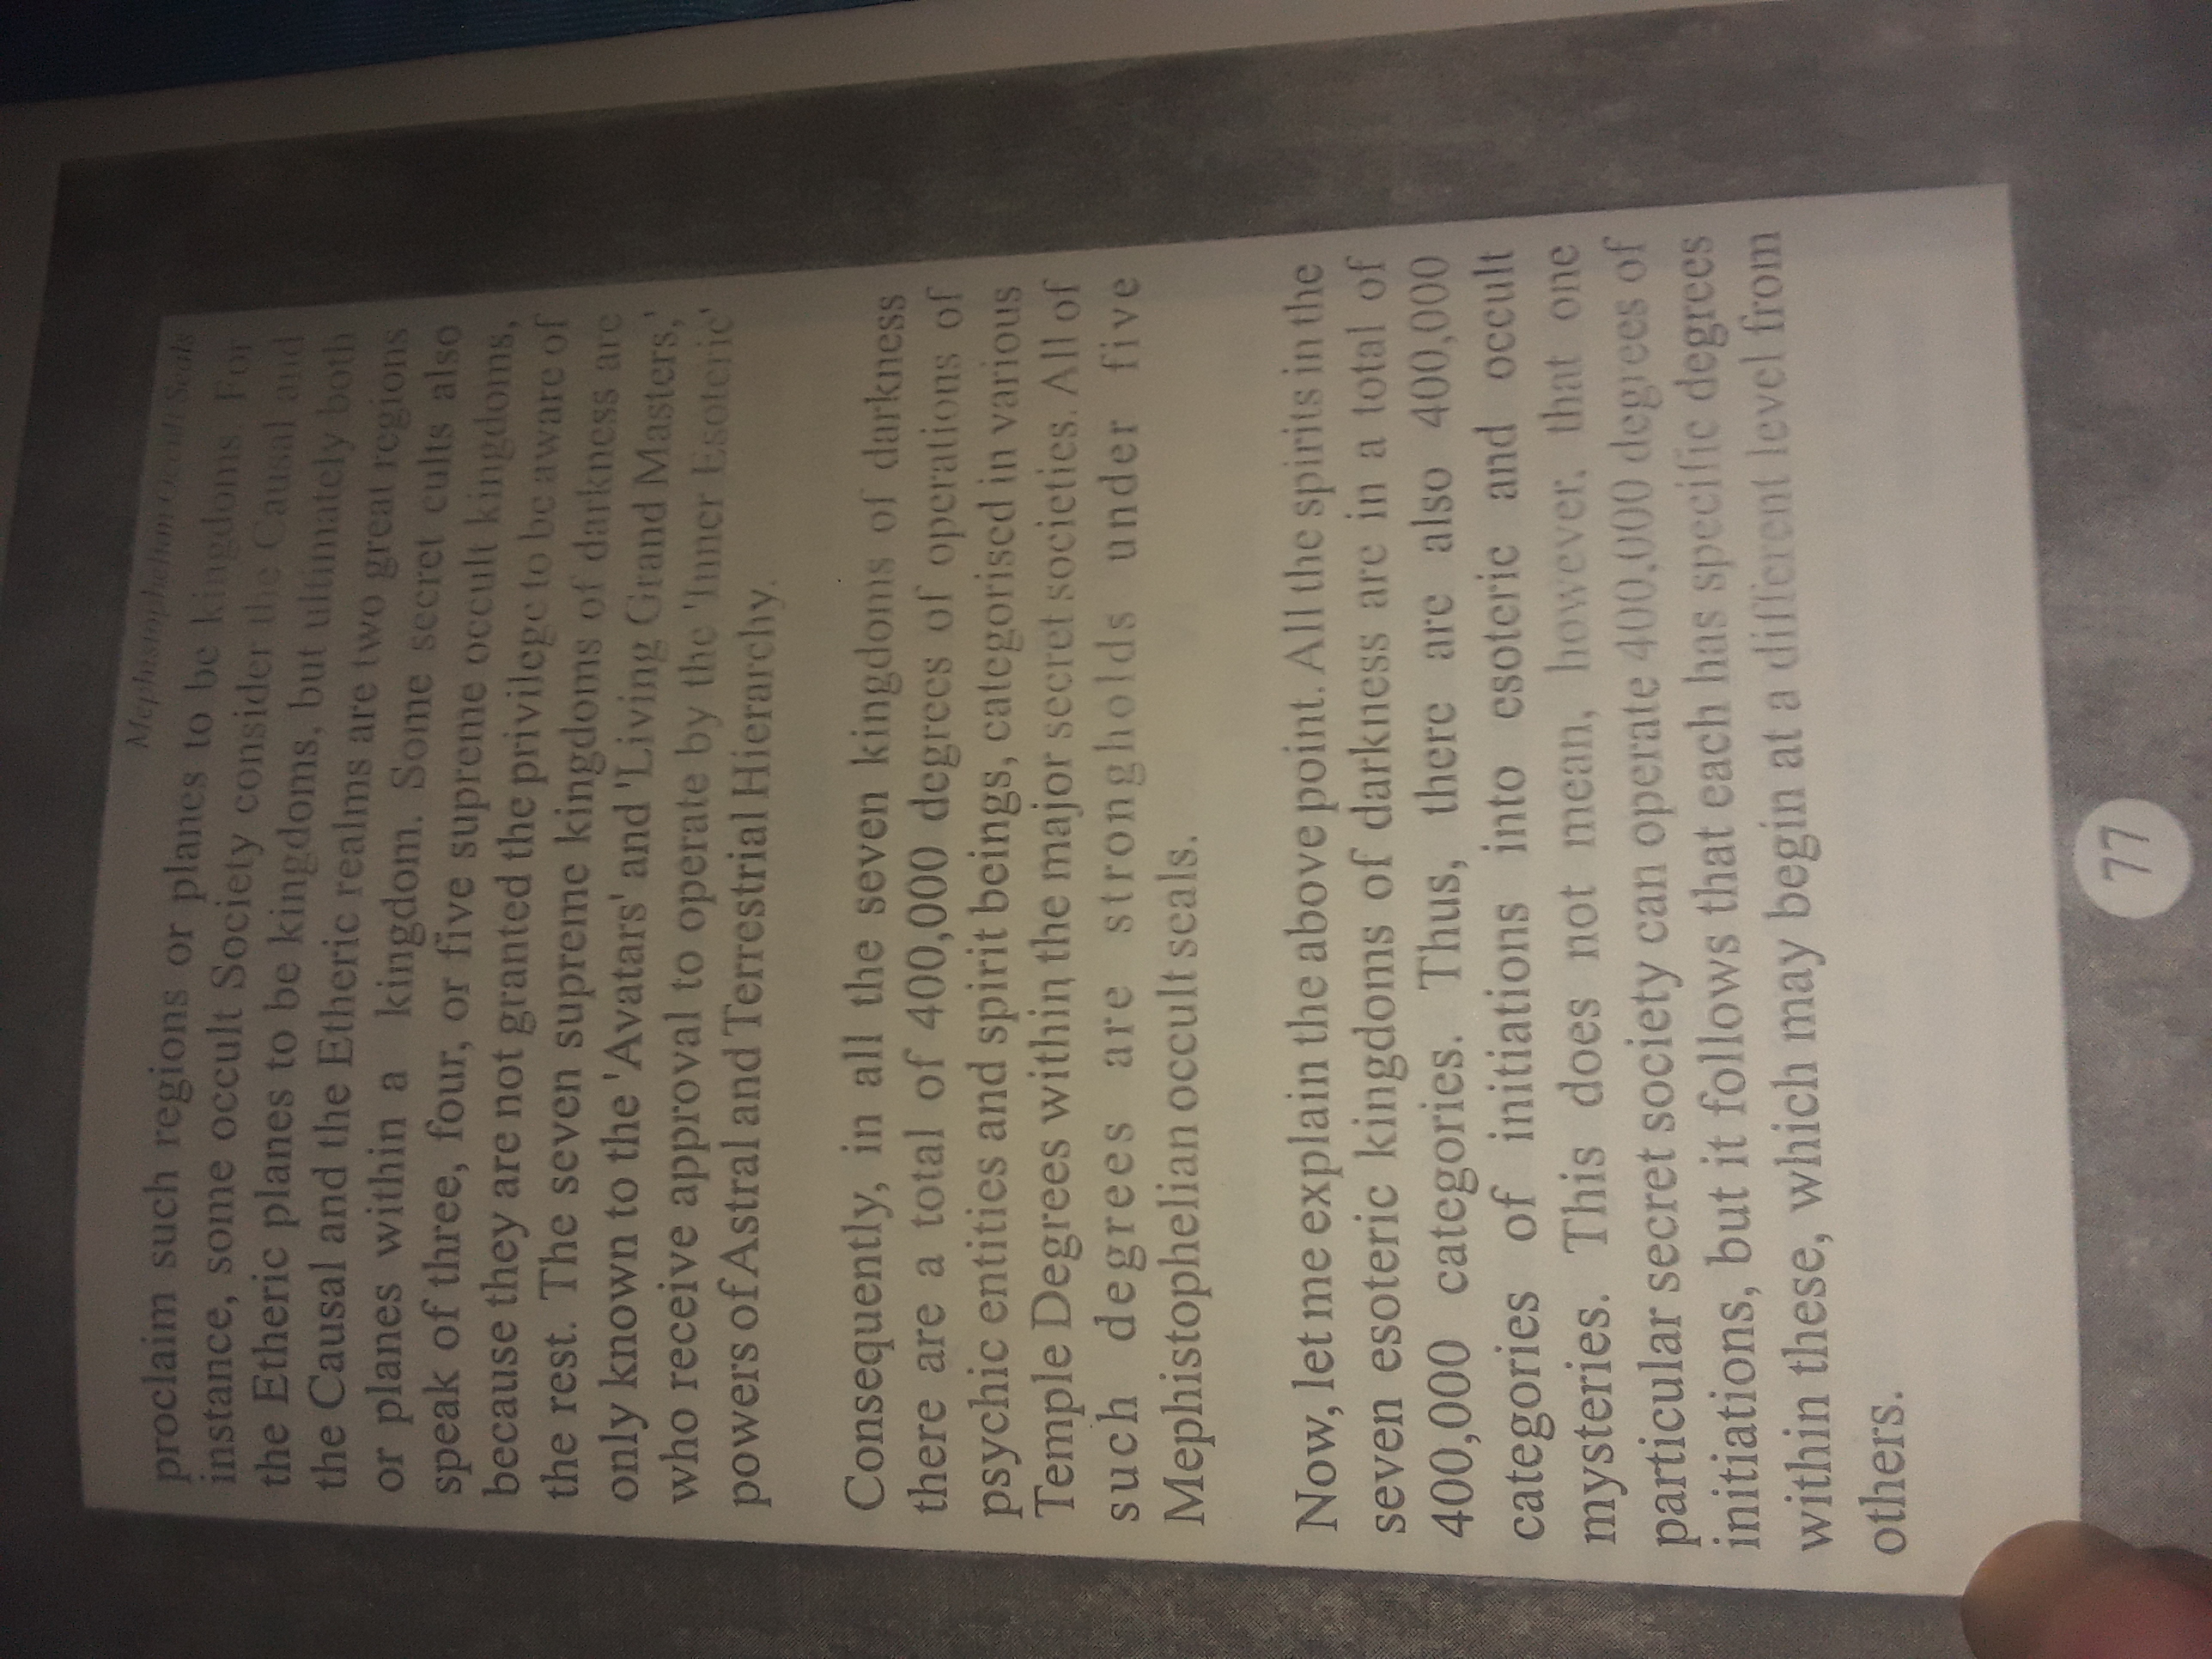 Mephistophelian Occult Seals
proclaim such regions or planes to be kingdoms. For
instance, some occult Society consider the Causal and
the Etheric planes to be kingdoms, but ultimately both
the Causal and the Etheric realms are two great regions
or planes within a kingdom. Some secret cults also
speak of three, four, or five supreme occult kingdoms,
because they are not granted the privilege to be aware of
the rest. The seven supreme kingdoms of darkness are
only known to the 'Avatars' and 'Living Grand Masters,'
who receive approval to operate by the 'Inner Esoteric'
powers of Astral and Terrestrial Hierarchy.
Consequently, in all the seven kingdoms of darkness
there are a total of 400,000 degrees of operations of
psychic entities and spirit beings, categorised in various
Temple Degrees within the major secret societies. All of
such degrees are strongholds under five
Mephistophelian occult seals.
Now, let me explain the above point. All the spirits in the
seven esoteric kingdoms of darkness are in a total of
400,000 categories. Thus, there are also 400,000
categories of initiations into esoteric and occult
mysteries. This does not mean, however, that one
particular secret society can operate 400,000 degrees of
initiations, but it follows that each has specific degrees
within these, which may begin at a different level from
others.
77